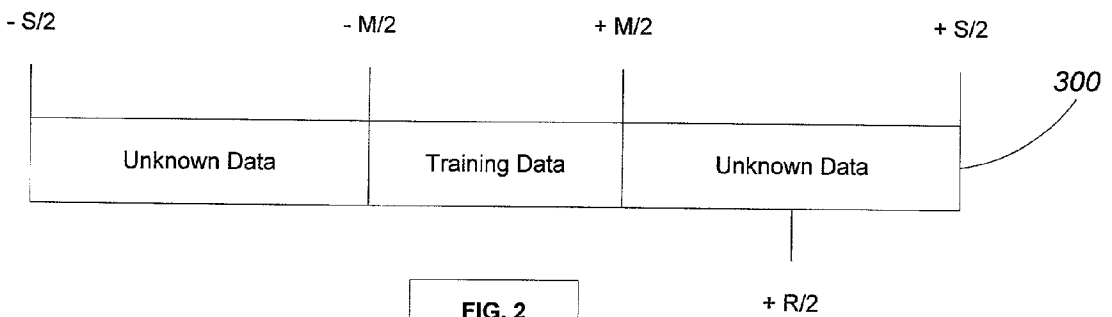 - S/2 - M/2 + M/2 + S/2
300
Unknown Data Training Data Unknown Data
+ R/2
FIG. 2